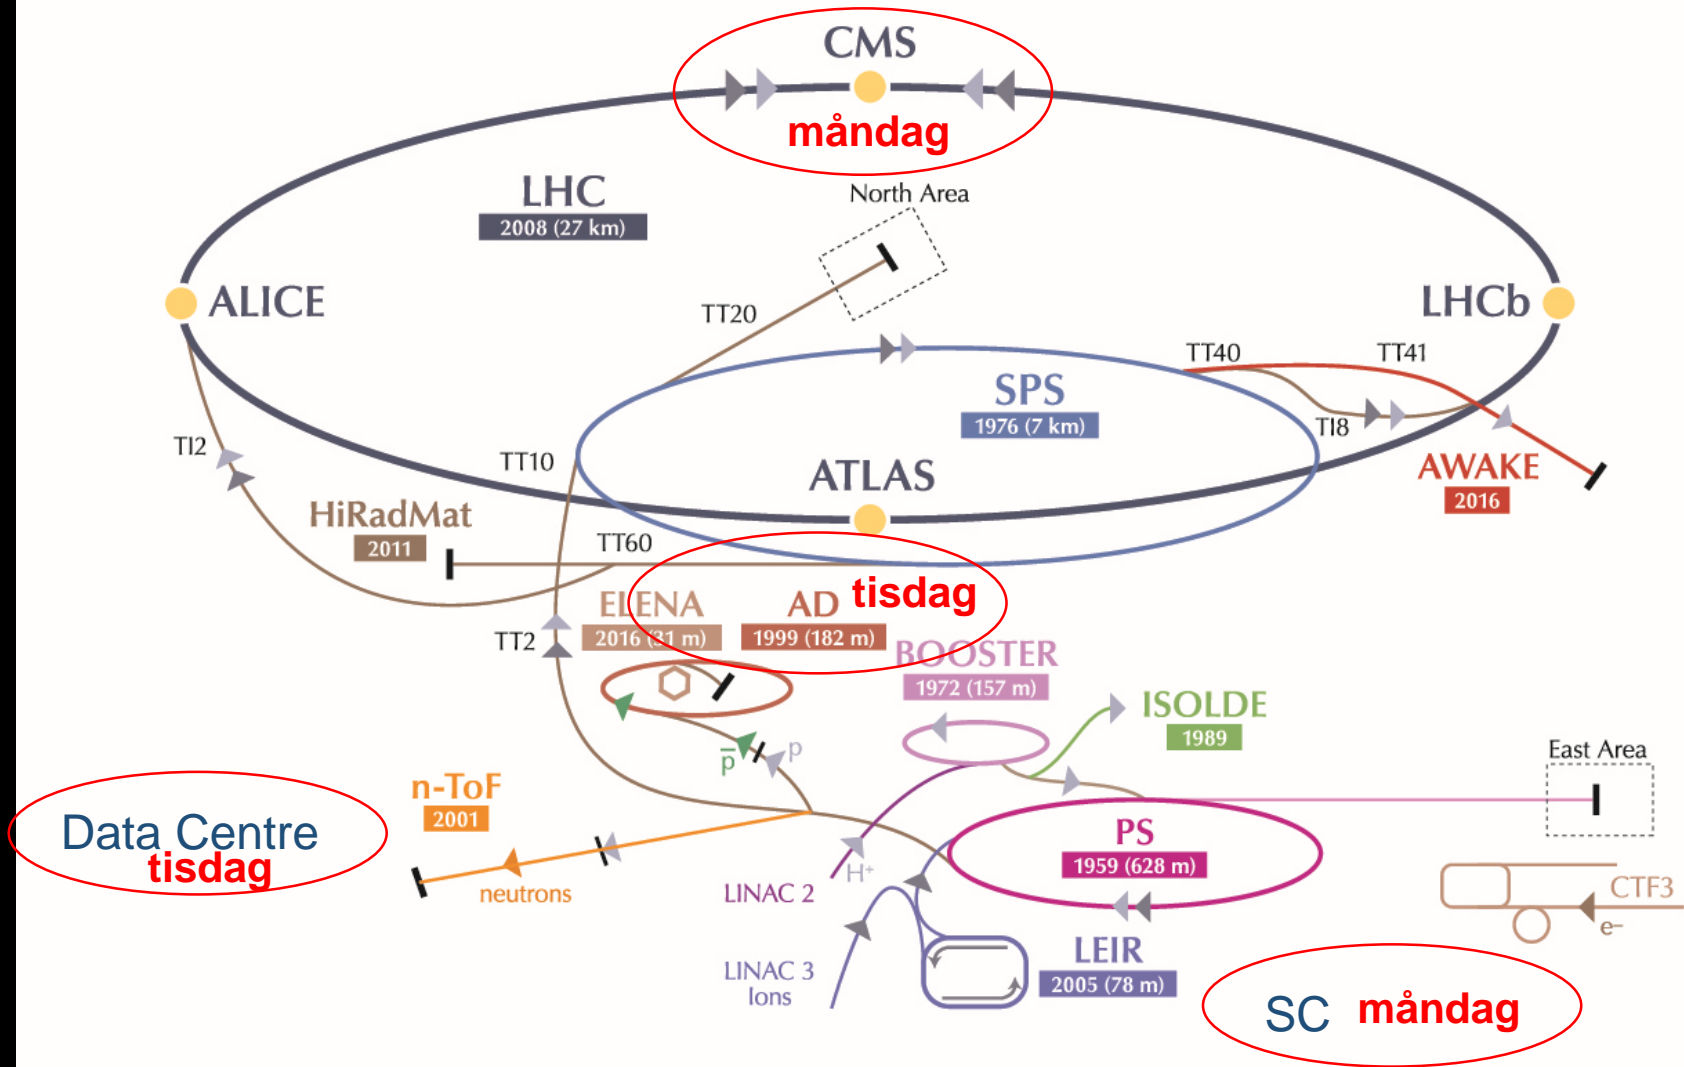 CMS
måndag
LHC
2008 (27 km)
North Area
ALICE
LHCb
TT20
TT40
TT41
SPS
1976 (7 km)
TI8
TI2
TT10
ATLAS
AWAKE
2016
HiRadMat
2011
TT60
ELENA
2016 (31 m)
AD
1999 (182 m)
tisdag
TT2
BOOSTER
1972 (157 m)
ISOLDE
1989
p̅
p
East Area
n-ToF
2001
Data Centre
tisdag
neutrons
PS
1959 (628 m)
H⁺
LINAC 2
CTF3
e–
LEIR
2005 (78 m)
LINAC 3
Ions
SC måndag